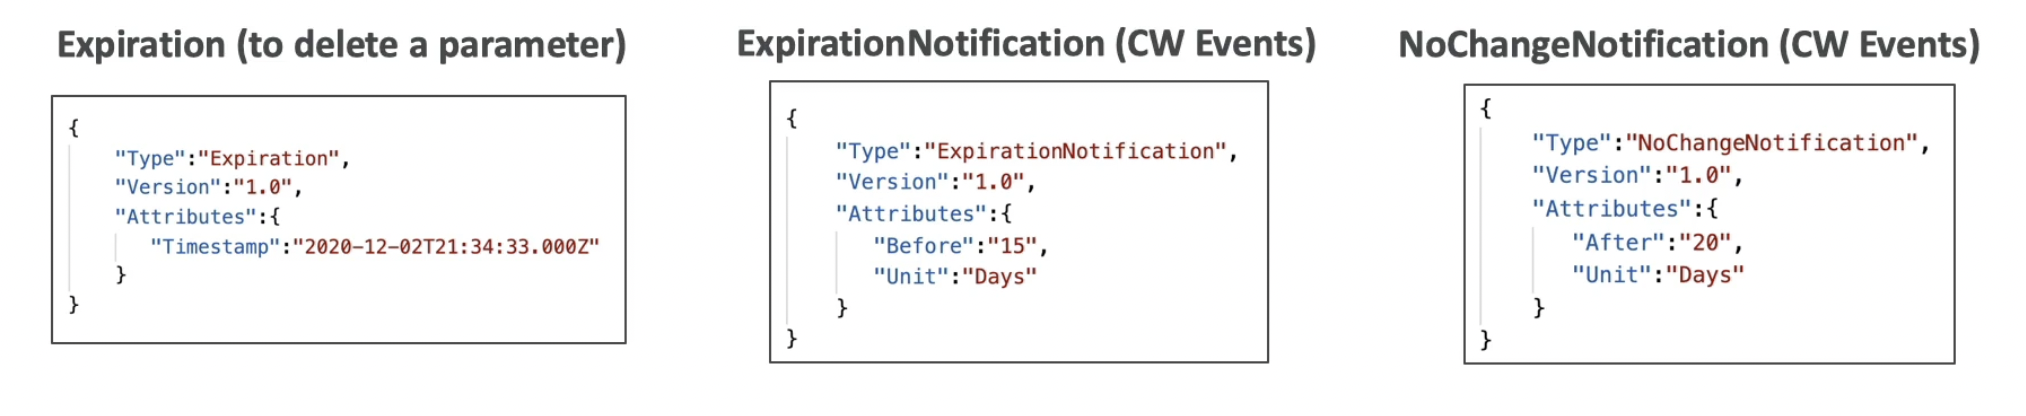 Expiration (to delete a parameter)
{
"Type":"Expiration",
"Version":"1.0",
"Attributes":{
"Timestamp":"2020-12-02T21:34:33.000Z"
}
}
ExpirationNotification (CW Events)
{
"Type":"ExpirationNotification",
"Version":"1.0",
"Attributes":{
"Before":"15",
"Unit":"Days"
}
}
NoChangeNotification (CW Events)
{
"Type":"NoChangeNotification",
"Version":"1.0",
"Attributes":{
"After":"20",
"Unit":"Days"
}
}